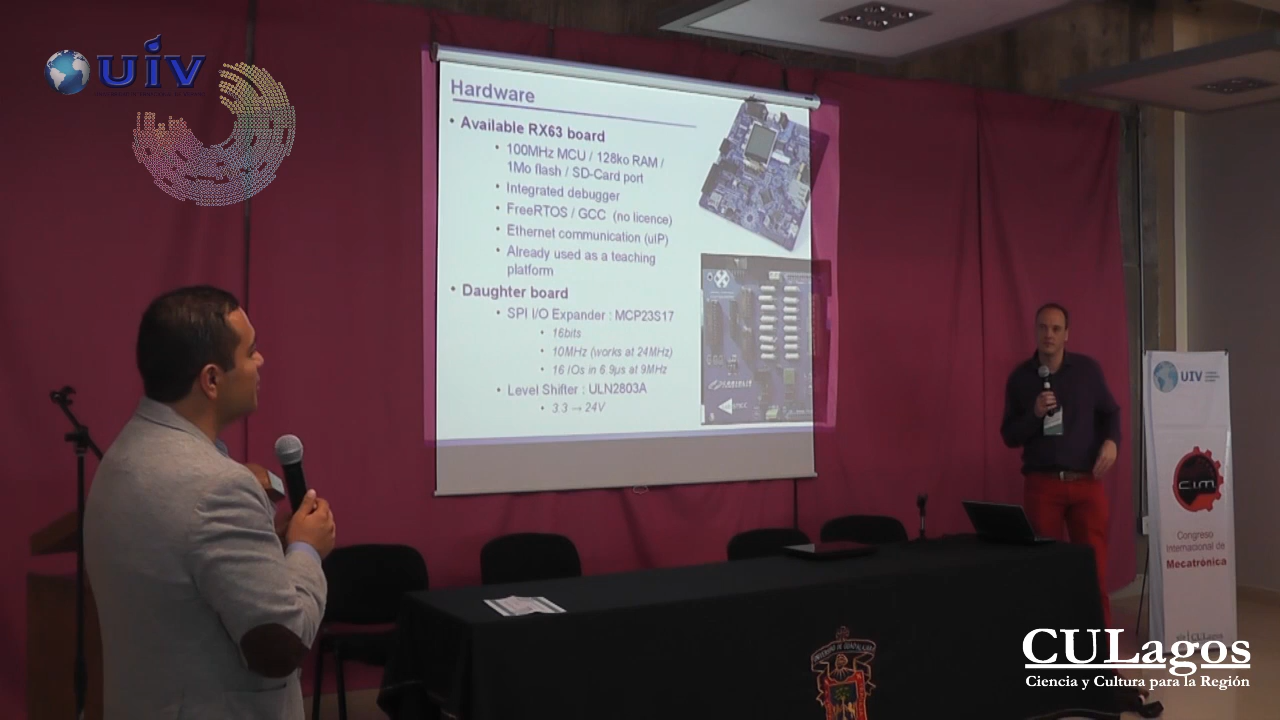 UIV
Hardware
• Available RX63 board
• 100MHz MCU / 128ko RAM /
1Mo flash / SD-Card port
• Integrated debugger
• FreeRTOS / GCC (no licence)
• Ethernet communication (uIP)
• Already used as a teaching
platform
• Daughter board
• SPI I/O Expander : MCP23S17
• 16bits
• 10MHz (works at 24MHz)
• 16 IOs in 6.9µs at 9MHz
• Level Shifter : ULN2803A
• 3.3 → 24V
UIV
C.I.M.
Congreso
Internacional de
Mecatrónica
CULagos
CULagos
Ciencia y Cultura para la Región